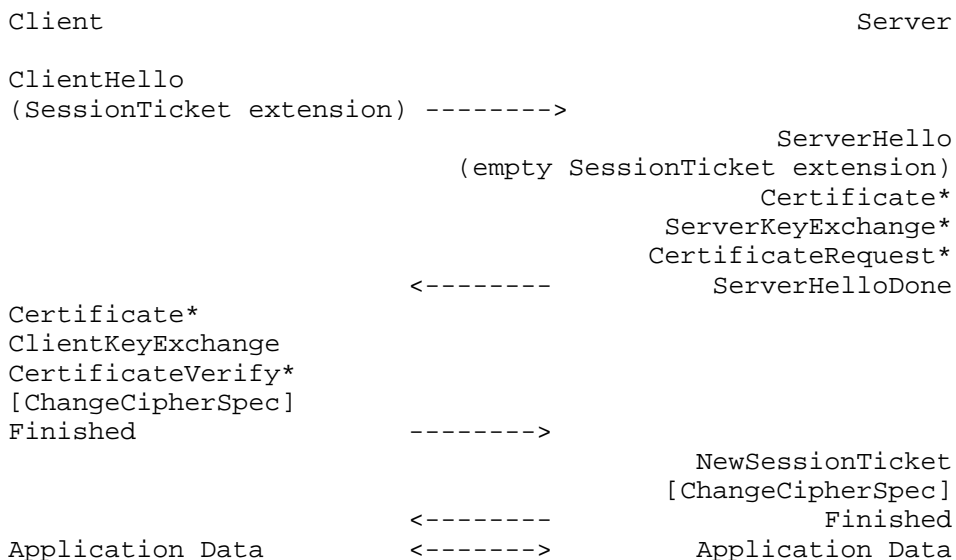 Client                                               Server

ClientHello
(SessionTicket extension) -------->
                                                ServerHello
                            (empty SessionTicket extension)
                                               Certificate*
                                         ServerKeyExchange*
                                        CertificateRequest*
                         <--------          ServerHelloDone
Certificate*
ClientKeyExchange
CertificateVerify*
[ChangeCipherSpec]
Finished                 -------->
                                           NewSessionTicket
                                         [ChangeCipherSpec]
                         <--------                 Finished
Application Data         <------->         Application Data